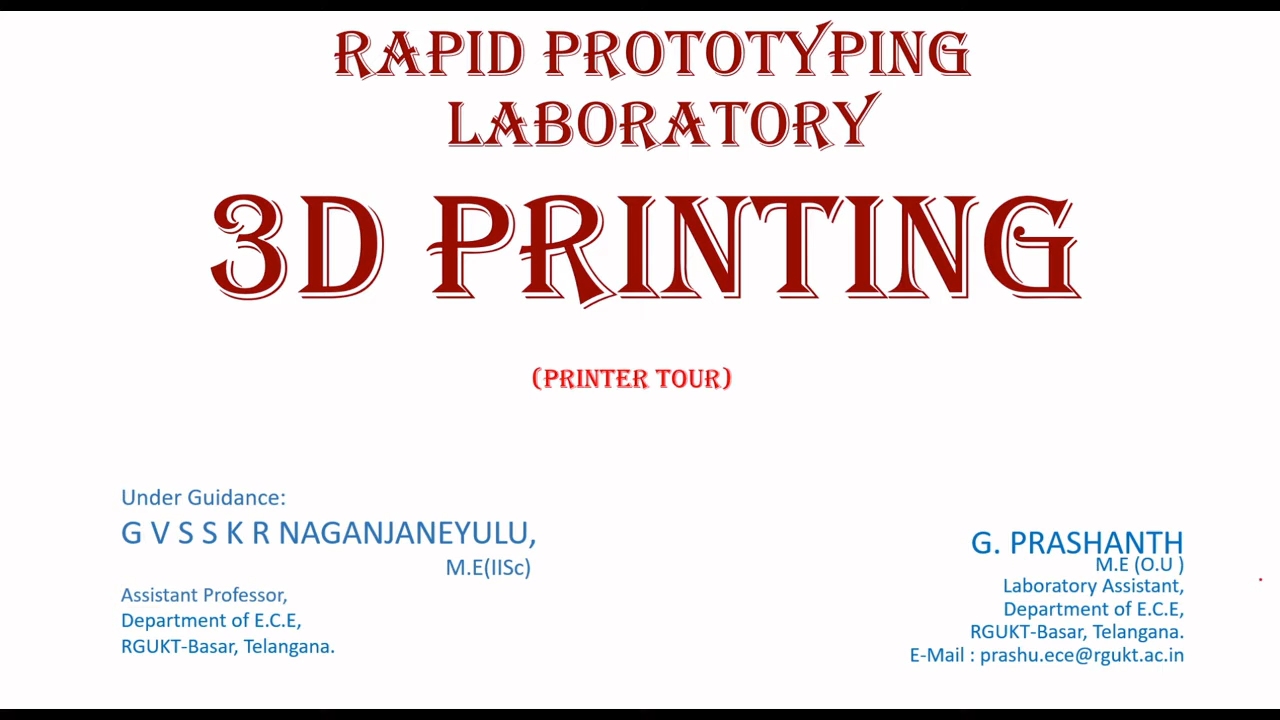 RAPID PROTOTYPING
LABORATORY
3D PRINTING
(PRINTER TOUR)
Under Guidance:
G V S S K R NAGANJANEYULU,
M.E(IISc)
Assistant Professor,
Department of E.C.E,
RGUKT-Basar, Telangana.
G. PRASHANTH
M.E (O.U )
Laboratory Assistant,
Department of E.C.E,
RGUKT-Basar, Telangana.
E-Mail : prashu.ece@rgukt.ac.in